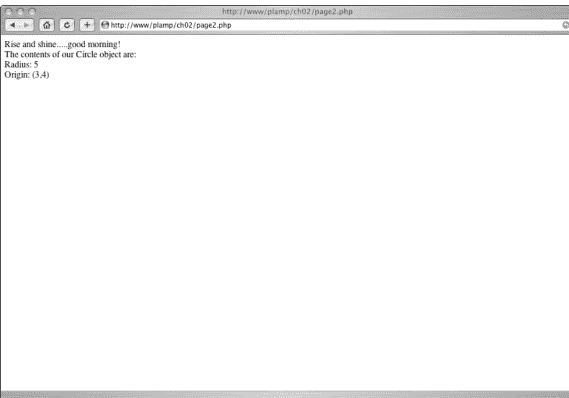 http://www/plamp/ch02/page2.php
http://www/plamp/ch02/page2.php
Rise and shine.....good morning!
The contents of our Circle object are:
Radius: 5
Origin: (3,4)